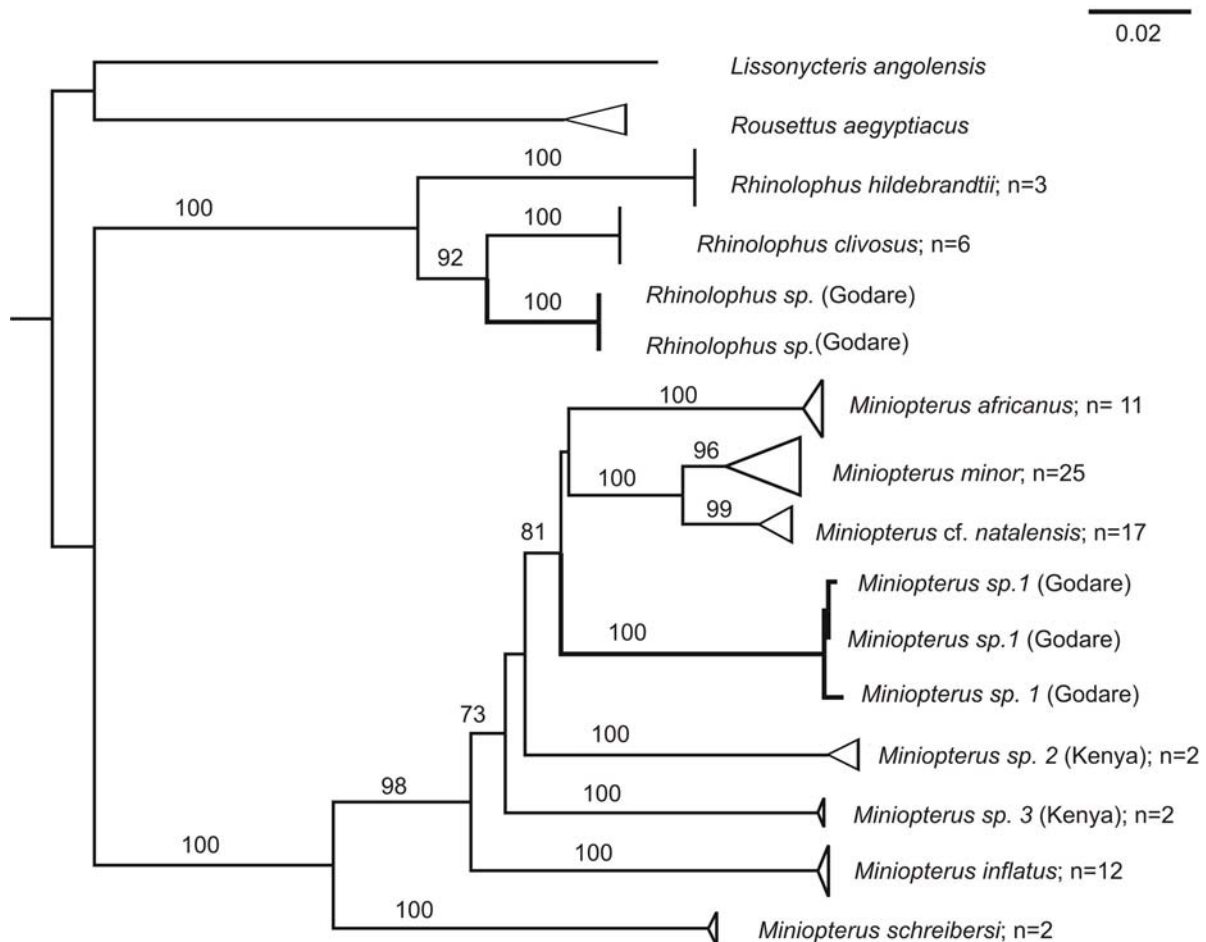 0.02
Lissonycteris angolensis
Rousettus aegyptiacus
100
Rhinolophus hildebrandtii; n=3
100
100
Rhinolophus clivosus; n=6
92
Rhinolophus sp. (Godare)
100
Rhinolophus sp.(Godare)
100
Miniopterus africanus; n= 11
96
Miniopterus minor; n=25
100
99
Miniopterus cf. natalensis; n=17
81
Miniopterus sp.1 (Godare)
100
Miniopterus sp.1 (Godare)
Miniopterus sp. 1 (Godare)
73
100
Miniopterus sp. 2 (Kenya); n=2
98
100
Miniopterus sp. 3 (Kenya); n=2
100
100
Miniopterus inflatus; n=12
100
Miniopterus schreibersi; n=2